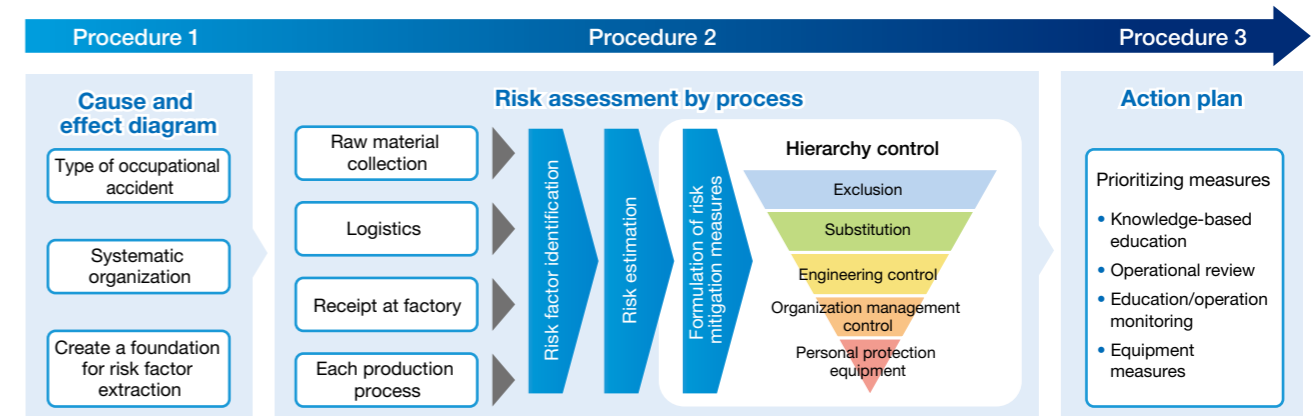 Procedure 1
Procedure 2
Procedure 3
Cause and
effect diagram
Type of occupational
accident
Systematic
organization
Create a foundation
for risk factor
extraction
Risk assessment by process
Raw material
collection
Logistics
Receipt at factory
Each production
process
Risk factor identification
Risk estimation
Formulation of risk
mitigation measures
Hierarchy control
Exclusion
Substitution
Engineering control
Organization management
control
Personal protection
equipment
Action plan
Prioritizing measures
• Knowledge-based
education
• Operational review
• Education/operation
monitoring
• Equipment
measures